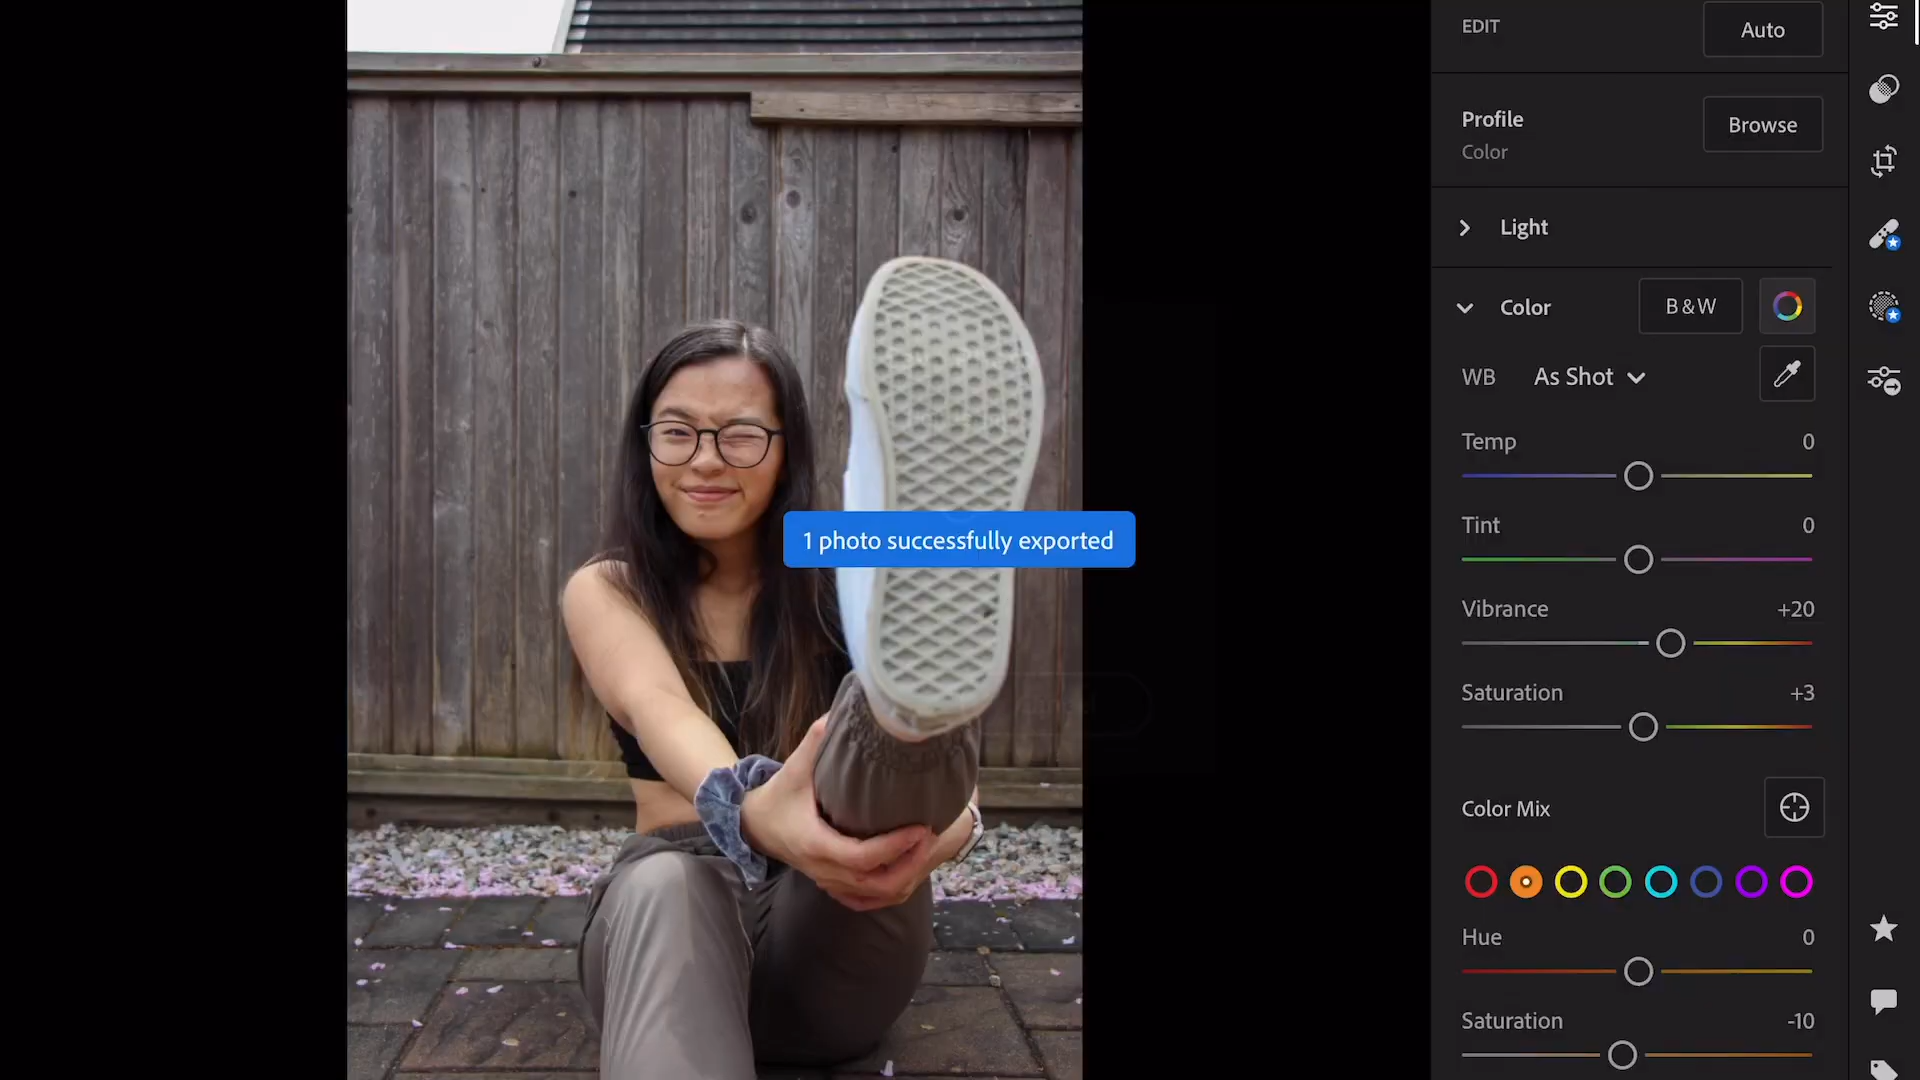 EDIT
Auto
Profile
Color
Browse
Light
Color
B&W
WB
As Shot
Temp
0
Tint
0
Vibrance
+20
Saturation
+3
1 photo successfully exported
Color Mix
Hue
0
Saturation
-10